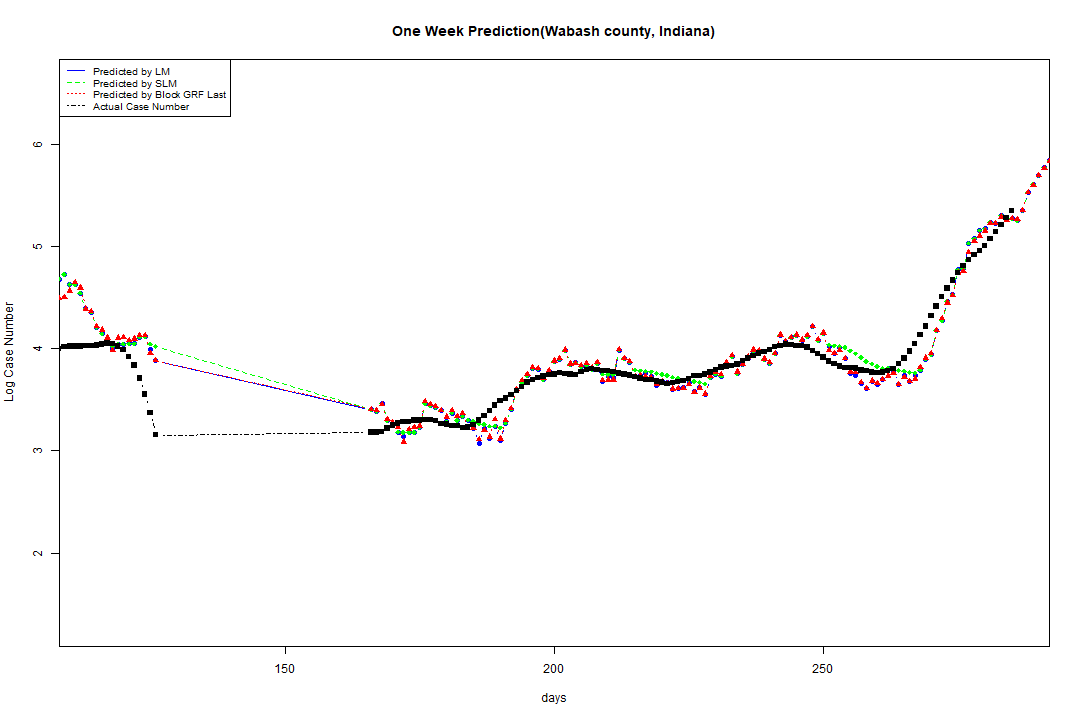 One Week Prediction(Wabash county, Indiana)
Predicted by LM
Predicted by SLM
Predicted by Block GRF Last
Actual Case Number
6
5
4
3
2
Log Case Number
150 200 250
days